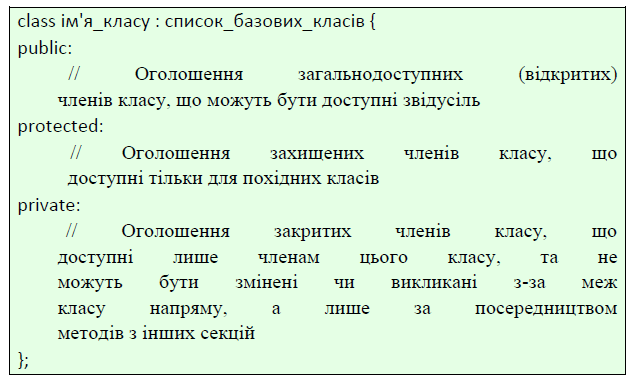 class ім'я_класу : список_базових_класів {
public:
// Оголошення загальнодоступних (відкритих)
членів класу, що можуть бути доступні звідусіль
protected:
// Оголошення захищених членів класу, що
доступні тільки для похідних класів
private:
// Оголошення закритих членів класу, що
доступні лише членам цього класу, та не
можуть бути змінені чи викликані з-за меж
класу напряму, а лише за посередництвом
методів з інших секцій
};